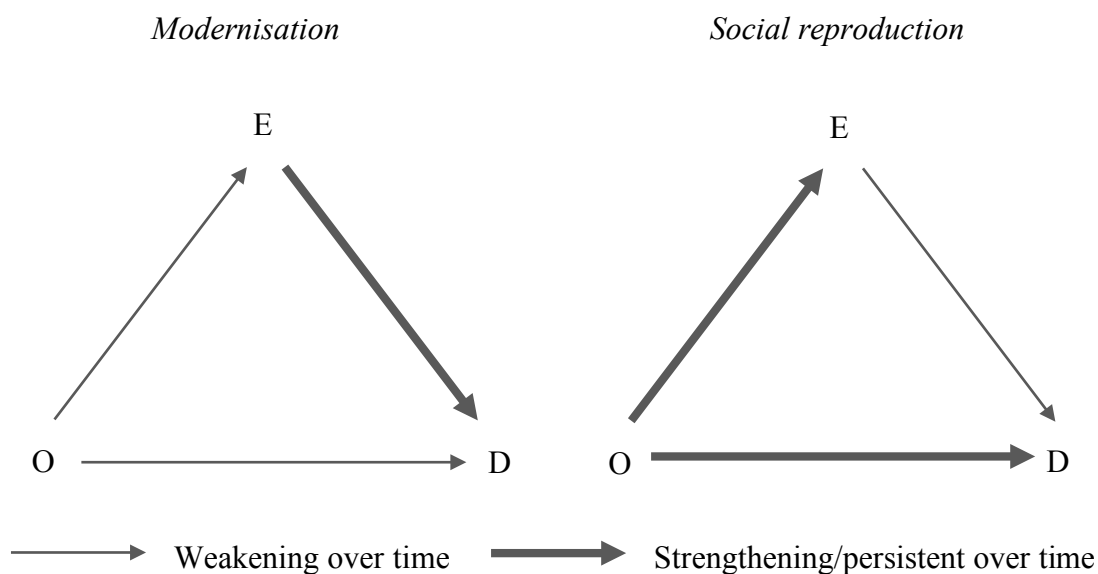 Modernisation
Social reproduction
E
E
O
D
O
D
Weakening over time
Strengthening/persistent over time